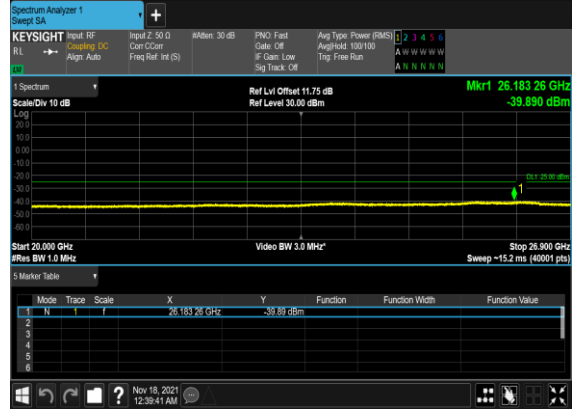 Spectrum Analyzer 1
Swept SA
+
KEYSIGHT
RL
Input: RF
Coupling: DC
Align: Auto
Input Z: 50 Ω
Corr CCorr
Freq Ref: Int (S)
#Atten: 30 dB
PNO: Fast
Gate: Off
IF Gain: Low
Sig Track: Off
Avg Type: Power (RMS)
Avg|Hold: 100/100
Trig: Free Run
1 2 3 4 5 6
A W W W W W
A N N N N N
1 Spectrum
Scale/Div 10 dB
Ref Lvl Offset 11.75 dB
Ref Level 30.00 dBm
Mkr1 26.183 26 GHz
-39.890 dBm
Log
20.0
10.0
0.00
-10.0
-20.0
-30.0
-40.0
-50.0
-60.0
DL1 -25.00 dBm
1
Start 20.000 GHz
#Res BW 1.0 MHz
Video BW 3.0 MHz*
Stop 26.900 GHz
Sweep ~15.2 ms (40001 pts)
5 Marker Table
Mode Trace Scale X Y Function Function Width Function Value
1 N 1 f 26.183 26 GHz -39.89 dBm
2
3
4
5
6
?
Nov 18, 2021
12:39:41 AM